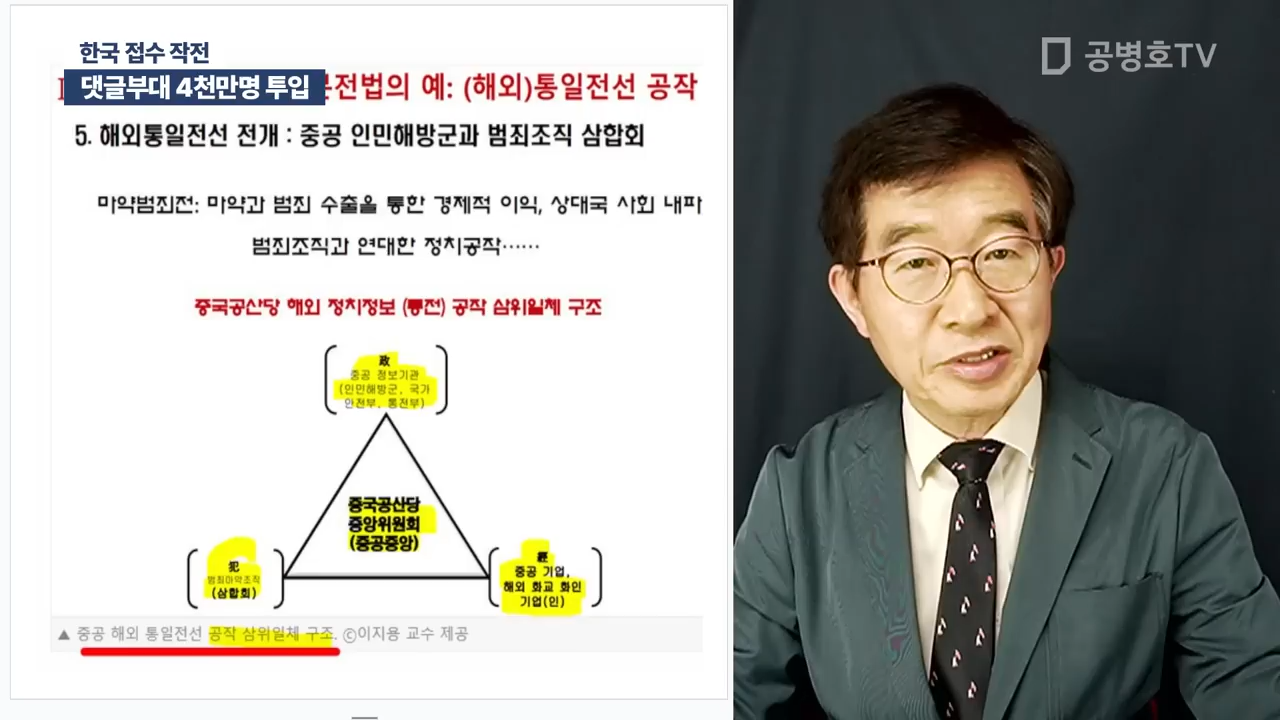 한국 접수 작전
댓글부대 4천만명 투입
전법의 예: (해외)통일전선 공작
5. 해외통일전선 전개 : 중공 인민해방군과 범죄조직 삼합회
마약범죄전: 마약과 범죄 수출을 통한 경제적 이익, 상대국 사회 내파
범죄조직과 연대한 정치공작……
중국공산당 해외 정치정보 (통전) 공작 삼위일체 구조
政
중공 정보기관
(인민해방군, 국가
안전부, 통전부)
중국공산당
중앙위원회
(중공중앙)
犯
범죄마약조직
(삼합회)
經
중공 기업,
해외 화교 화인
기업(인)
▲ 중공 해외 통일전선 공작 삼위일체 구조. ⓒ이지용 교수 제공
공병호TV